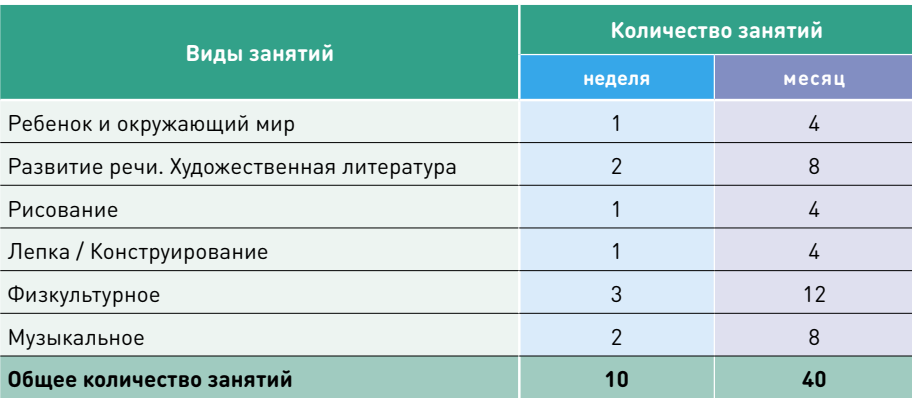 Виды занятий
Количество занятий
неделя месяц
Ребенок и окружающий мир 1 4
Развитие речи. Художественная литература 2 8
Рисование 1 4
Лепка / Конструирование 1 4
Физкультурное 3 12
Музыкальное 2 8
Общее количество занятий 10 40